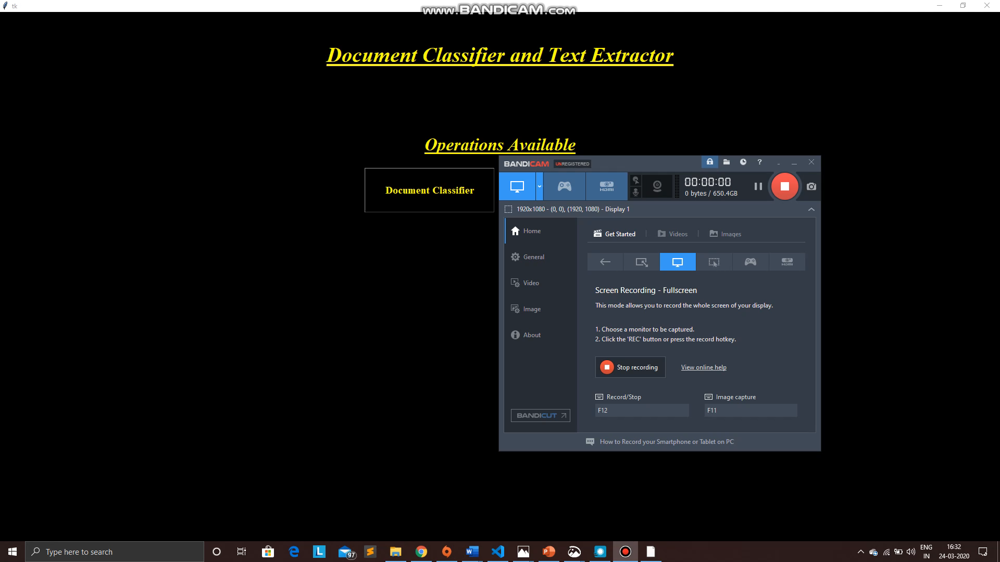 tk
www.BANDICAM.com
Document Classifier and Text Extractor
Operations Available
Document Classifier
BANDICAM UNREGISTERED
?
HDMI
00:00:00
0 bytes / 650.4GB
1920x1080 - (0, 0), (1920, 1080) - Display 1
Home
General
Video
Image
About
BANDICUT
Get Started
Videos
Images
HDMI
Screen Recording - Fullscreen
This mode allows you to record the whole screen of your display.
1. Choose a monitor to be captured.
2. Click the 'REC' button or press the record hotkey.
Stop recording
View online help
Record/Stop
Image capture
F12
F11
How to Record your Smartphone or Tablet on PC
Type here to search
L
97
ENG
IN
16:32
24-03-2020